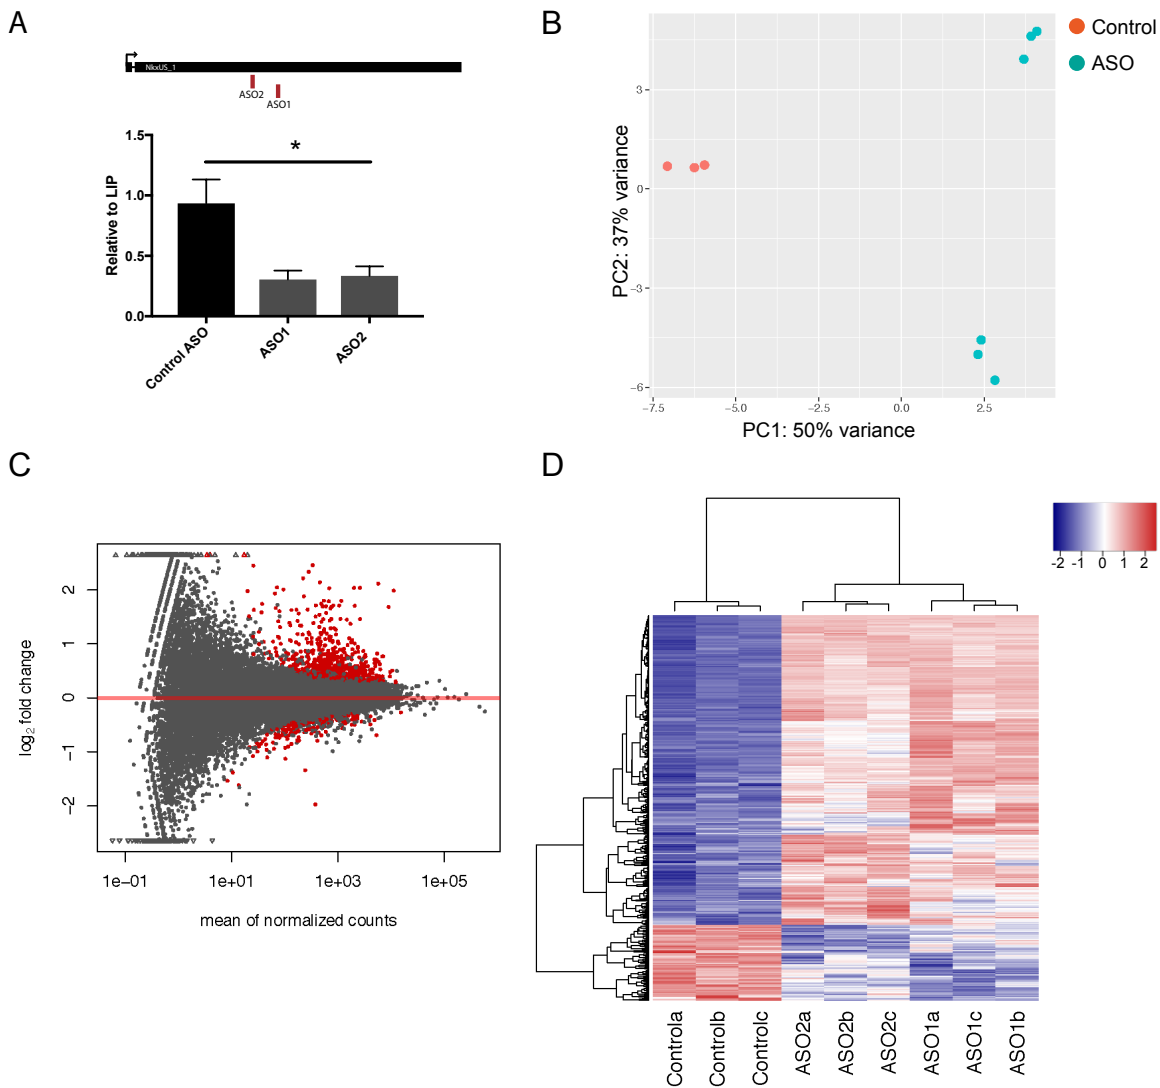 A
NkxUS_1
ASO2
ASO1
1.5
1.0
0.5
0.0
Relative to LIP
*
Control ASO
ASO1
ASO2
B
Control
ASO
3
0
−3
−6
PC2: 37% variance
−7.5
−5.0
−2.5
0.0
2.5
PC1: 50% variance
C
2
1
0
−1
−2
log2 fold change
1e−01
1e+01
1e+03
1e+05
mean of normalized counts
D
-2 -1 0 1 2
Controla
Controlb
Controlc
ASO2a
ASO2b
ASO2c
ASO1a
ASO1c
ASO1b